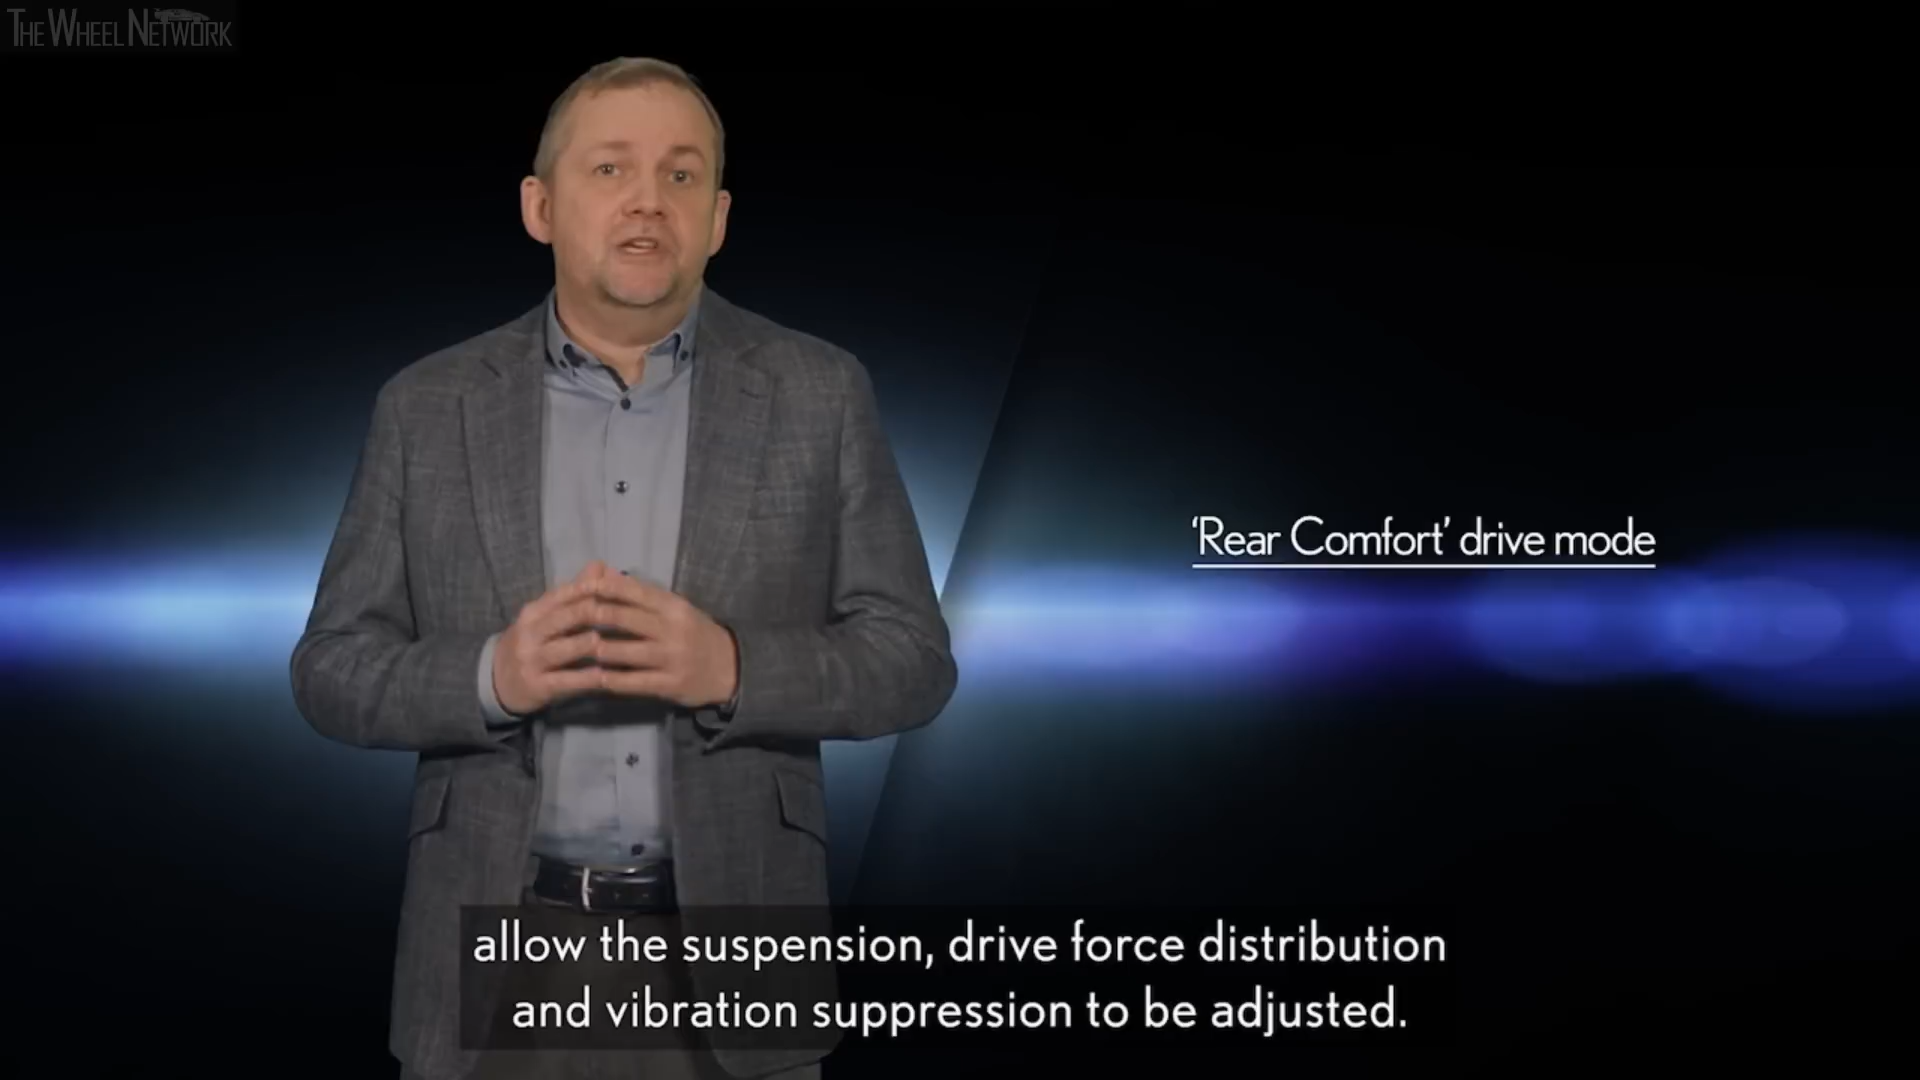 THE WHEEL NETWORK
'Rear Comfort' drive mode
allow the suspension, drive force distribution
and vibration suppression to be adjusted.